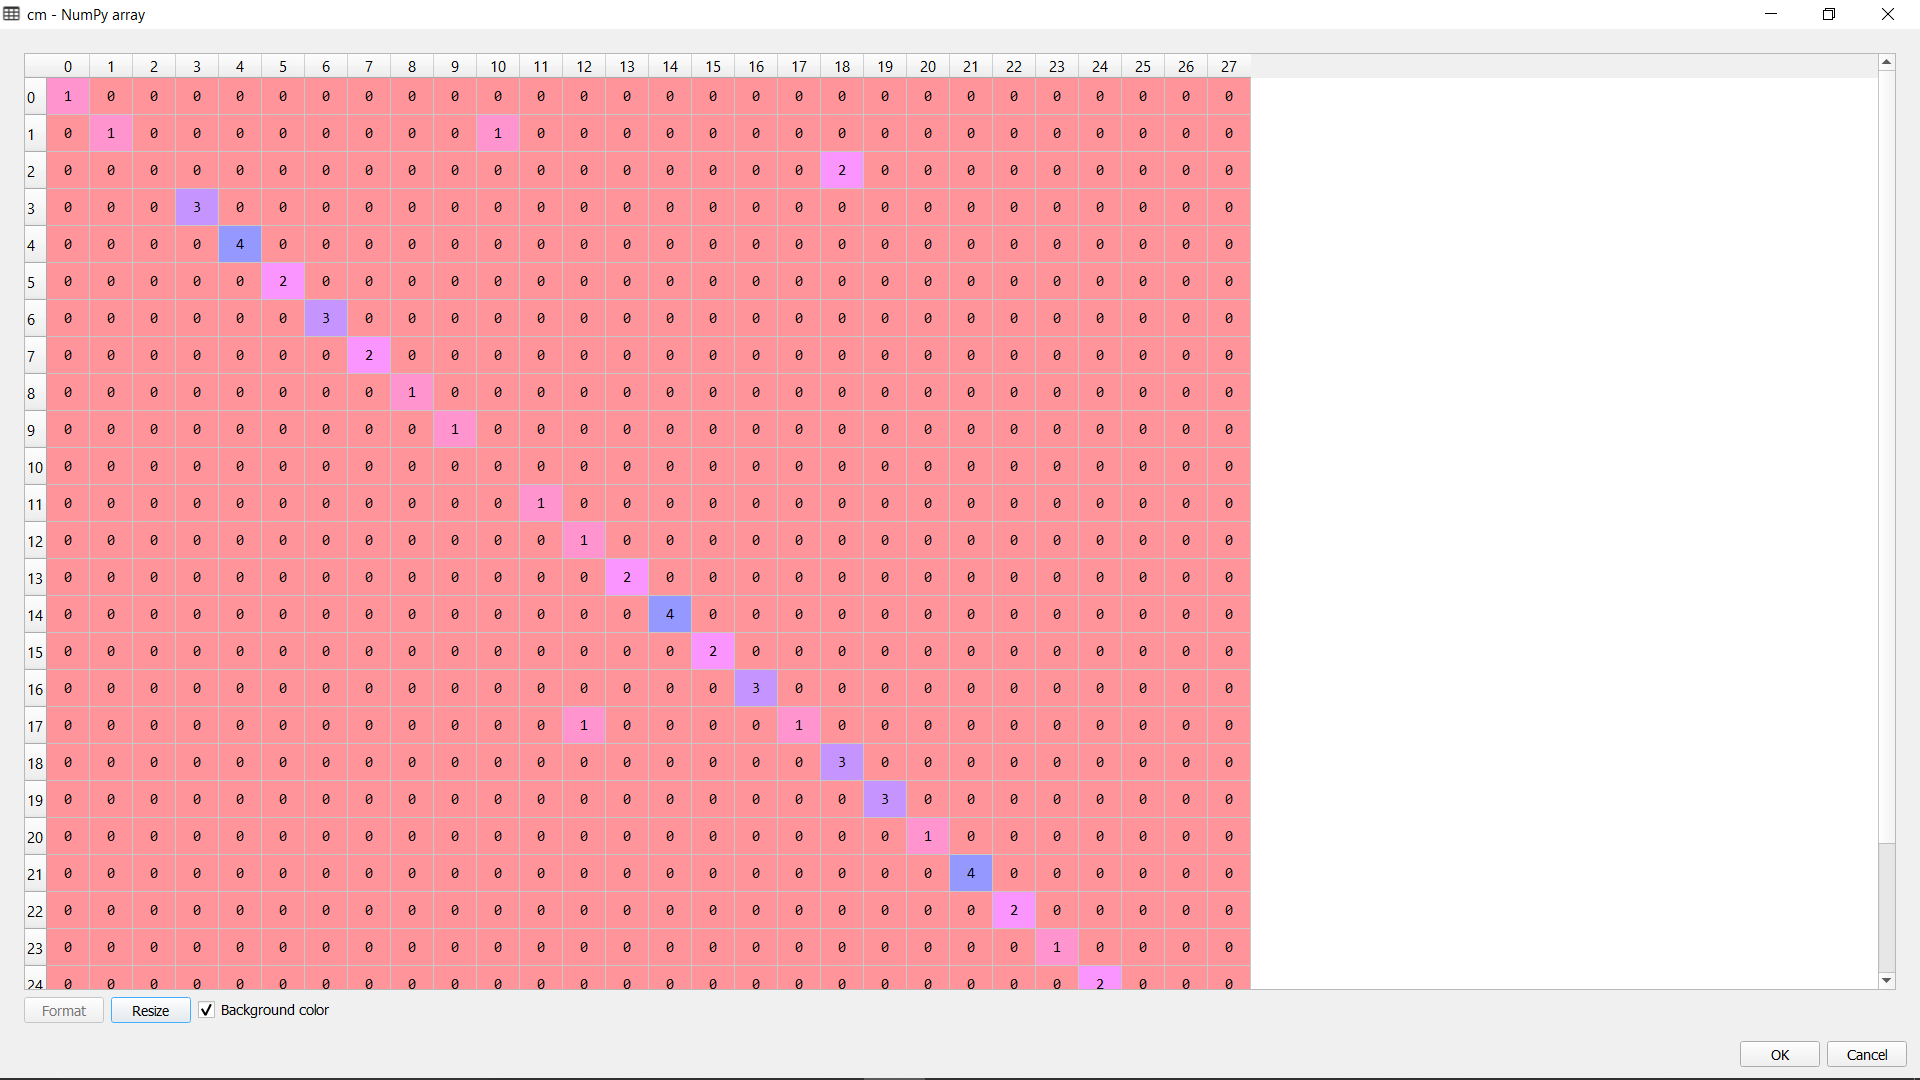 cm - NumPy array
0 1 2 3 4 5 6 7 8 9 10 11 12 13 14 15 16 17 18 19 20 21 22 23 24 25 26 27
0 1 0 0 0 0 0 0 0 0 0 0 0 0 0 0 0 0 0 0 0 0 0 0 0 0 0 0 0
1 0 1 0 0 0 0 0 0 0 0 1 0 0 0 0 0 0 0 0 0 0 0 0 0 0 0 0 0
2 0 0 0 0 0 0 0 0 0 0 0 0 0 0 0 0 0 0 2 0 0 0 0 0 0 0 0 0
3 0 0 0 3 0 0 0 0 0 0 0 0 0 0 0 0 0 0 0 0 0 0 0 0 0 0 0 0
4 0 0 0 0 4 0 0 0 0 0 0 0 0 0 0 0 0 0 0 0 0 0 0 0 0 0 0 0
5 0 0 0 0 0 2 0 0 0 0 0 0 0 0 0 0 0 0 0 0 0 0 0 0 0 0 0 0
6 0 0 0 0 0 0 3 0 0 0 0 0 0 0 0 0 0 0 0 0 0 0 0 0 0 0 0 0
7 0 0 0 0 0 0 0 2 0 0 0 0 0 0 0 0 0 0 0 0 0 0 0 0 0 0 0 0
8 0 0 0 0 0 0 0 0 1 0 0 0 0 0 0 0 0 0 0 0 0 0 0 0 0 0 0 0
9 0 0 0 0 0 0 0 0 0 1 0 0 0 0 0 0 0 0 0 0 0 0 0 0 0 0 0 0
10 0 0 0 0 0 0 0 0 0 0 0 0 0 0 0 0 0 0 0 0 0 0 0 0 0 0 0 0
11 0 0 0 0 0 0 0 0 0 0 0 1 0 0 0 0 0 0 0 0 0 0 0 0 0 0 0 0
12 0 0 0 0 0 0 0 0 0 0 0 0 1 0 0 0 0 0 0 0 0 0 0 0 0 0 0 0
13 0 0 0 0 0 0 0 0 0 0 0 0 0 2 0 0 0 0 0 0 0 0 0 0 0 0 0 0
14 0 0 0 0 0 0 0 0 0 0 0 0 0 0 4 0 0 0 0 0 0 0 0 0 0 0 0 0
15 0 0 0 0 0 0 0 0 0 0 0 0 0 0 0 2 0 0 0 0 0 0 0 0 0 0 0 0
16 0 0 0 0 0 0 0 0 0 0 0 0 0 0 0 0 3 0 0 0 0 0 0 0 0 0 0 0
17 0 0 0 0 0 0 0 0 0 0 0 0 1 0 0 0 0 1 0 0 0 0 0 0 0 0 0 0
18 0 0 0 0 0 0 0 0 0 0 0 0 0 0 0 0 0 0 3 0 0 0 0 0 0 0 0 0
19 0 0 0 0 0 0 0 0 0 0 0 0 0 0 0 0 0 0 0 3 0 0 0 0 0 0 0 0
20 0 0 0 0 0 0 0 0 0 0 0 0 0 0 0 0 0 0 0 0 1 0 0 0 0 0 0 0
21 0 0 0 0 0 0 0 0 0 0 0 0 0 0 0 0 0 0 0 0 0 4 0 0 0 0 0 0
22 0 0 0 0 0 0 0 0 0 0 0 0 0 0 0 0 0 0 0 0 0 0 2 0 0 0 0 0
23 0 0 0 0 0 0 0 0 0 0 0 0 0 0 0 0 0 0 0 0 0 0 0 1 0 0 0 0
24 0 0 0 0 0 0 0 0 0 0 0 0 0 0 0 0 0 0 0 0 0 0 0 0 2 0 0 0
Format Resize Background color
OK Cancel